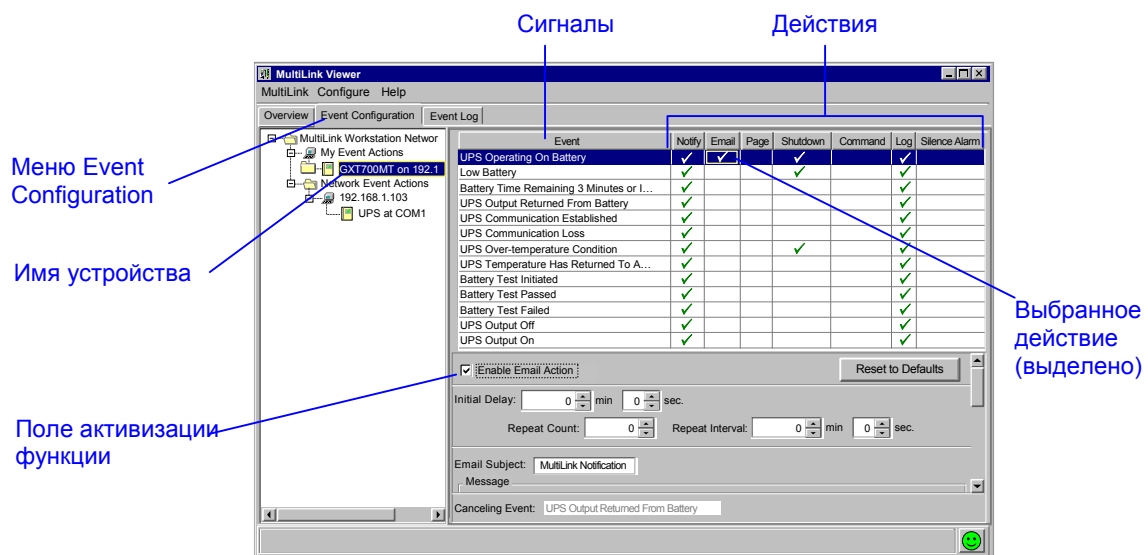 Сигналы
Действия
MultiLink Viewer
MultiLink Configure Help
Overview Event Configuration Event Log
MultiLink Workstation Networ
My Event Actions
GXT700MT on 192.1
Network Event Actions
192.168.1.103
UPS at COM1
Меню Event
Configuration
Имя устройства
Поле активизации
функции
Event Notify Email Page Shutdown Command Log Silence Alarm
UPS Operating On Battery
Low Battery
Battery Time Remaining 3 Minutes or l...
UPS Output Returned From Battery
UPS Communication Established
UPS Communication Loss
UPS Over-temperature Condition
UPS Temperature Has Returned To A...
Battery Test Initiated
Battery Test Passed
Battery Test Failed
UPS Output Off
UPS Output On
Выбранное
действие
(выделено)
Enable Email Action Reset to Defaults
Initial Delay: 0 min 0 sec.
Repeat Count: 0 Repeat Interval: 0 min 0 sec.
Email Subject: MultiLink Notification
Message
Canceling Event: UPS Output Returned From Battery